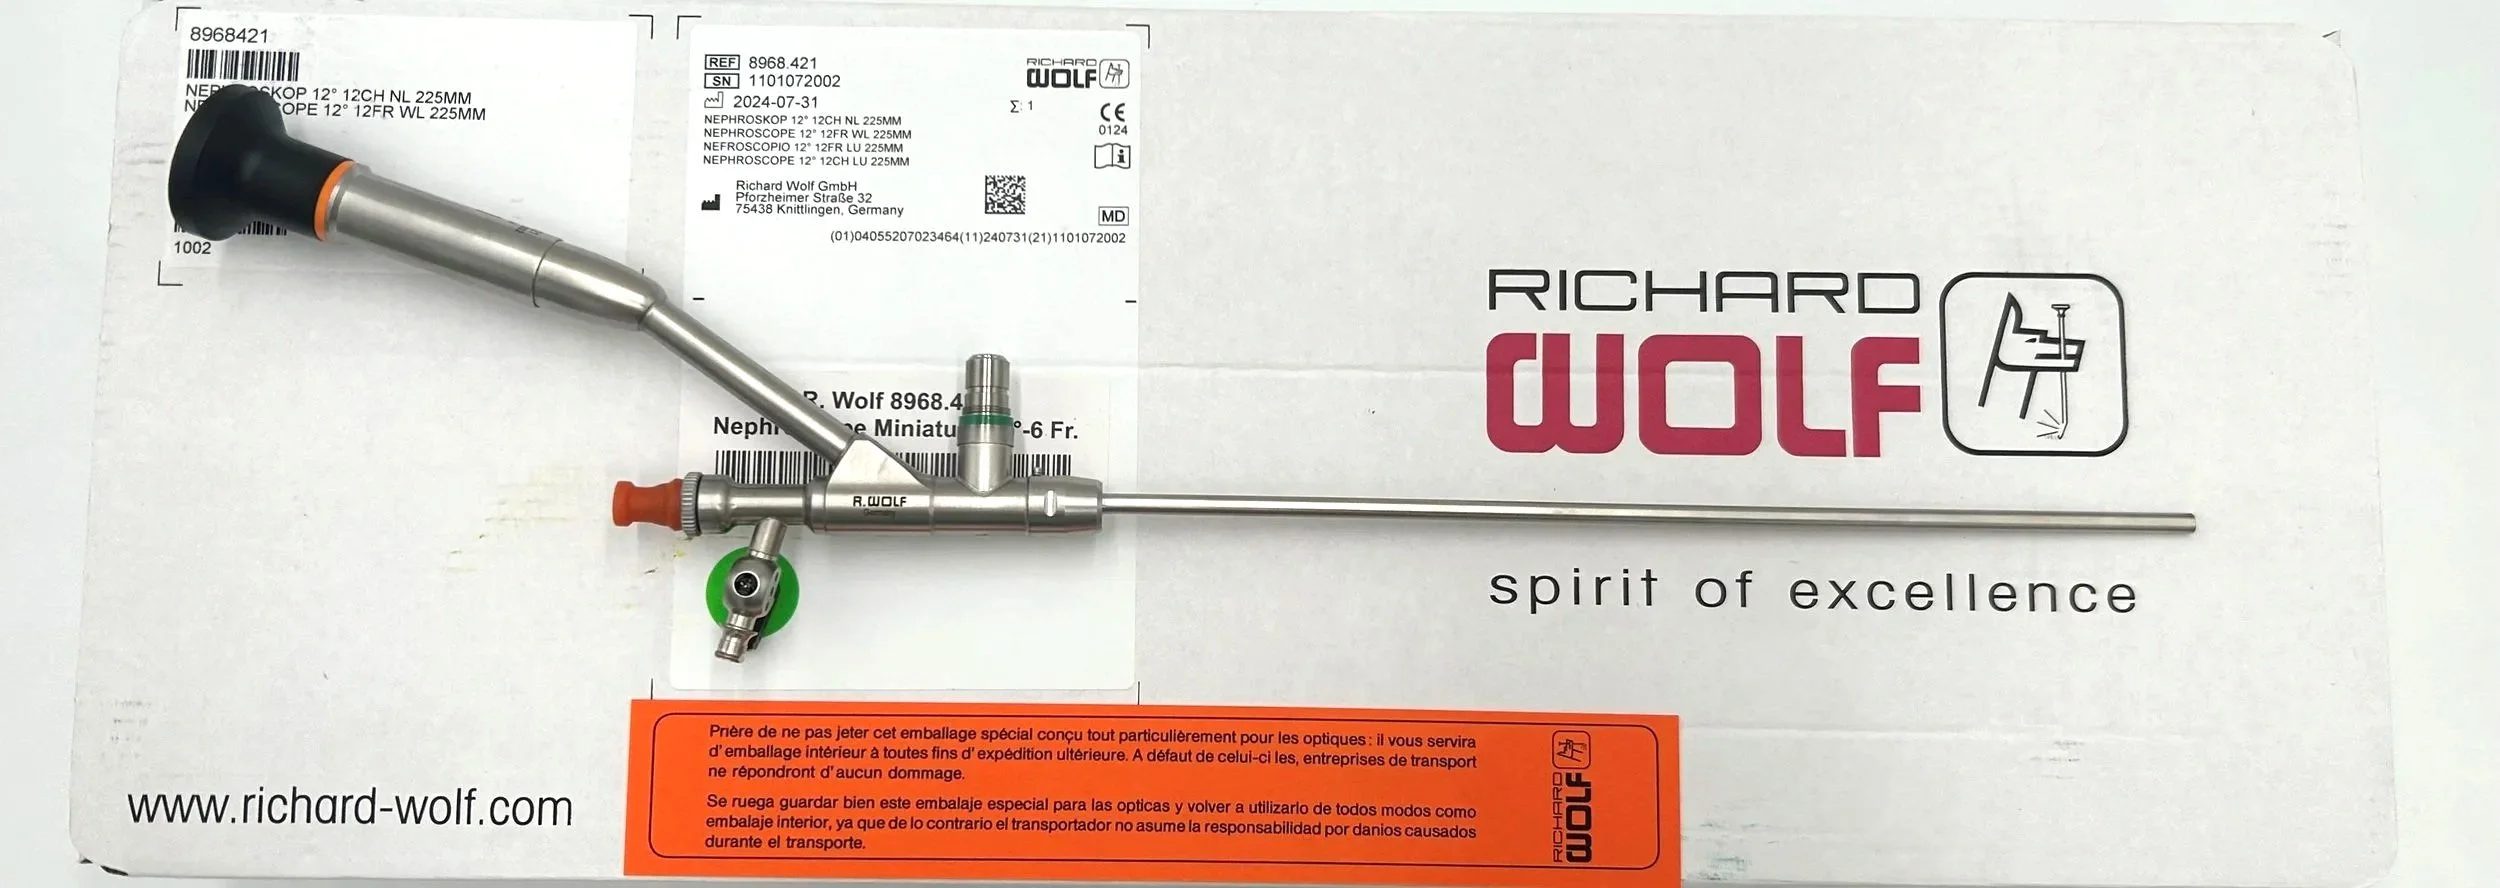 8968421
12° 12CH NL 225MM
12° 12FR WL 225MM
1002
REF 8968.421
SN 1101072002
2024-07-31
Σ: 1
NEPHROSKOP 12° 12CH NL 225MM
NEPHROSCOPE 12° 12FR WL 225MM
NEFROSCOPIO 12° 12FR LU 225MM
NEPHROSCOPE 12° 12CH LU 225MM
RICHARD
WOLF
CE
0124
Richard Wolf GmbH
Pforzheimer Straße 32
75438 Knittlingen, Germany
MD
(01)04055207023464(11)240731(21)1101072002
R. Wolf 8968.4
Miniatu -6 Fr.
R.WOLF
Germany
RICHARD
WOLF
spirit of excellence
www.richard-wolf.com
Prière de ne pas jeter cet emballage spécial conçu tout particulièrement pour les optiques : il vous servira
d'emballage intérieur à toutes fins d'expédition ultérieure. A défaut de celui-ci les, entreprises de transport
ne répondront d'aucun dommage.
Se ruega guardar bien este embalaje especial para las opticas y volver a utilizarlo de todos modos como
embalaje interior, ya que de lo contrario el transportador no asume la responsabilidad por danios causados
durante el transporte.
RICHARD
WOLF